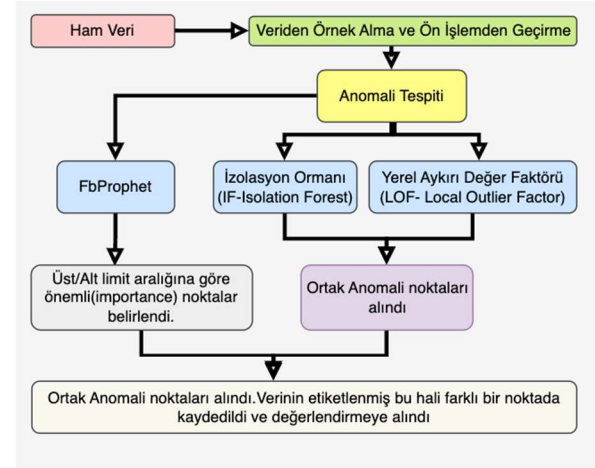 Ham Veri
Veriden Örnek Alma ve Ön İşlemden Geçirme
Anomali Tespiti
FbProphet
İzolasyon Ormanı
(IF-Isolation Forest)
Yerel Aykırı Değer Faktörü
(LOF- Local Outlier Factor)
Üst/Alt limit aralığına göre
önemli(importance) noktalar
belirlendi.
Ortak Anomali noktaları
alındı
Ortak Anomali noktaları alındı.Verinin etiketlenmiş bu hali farklı bir noktada
kaydedildi ve değerlendirmeye alındı